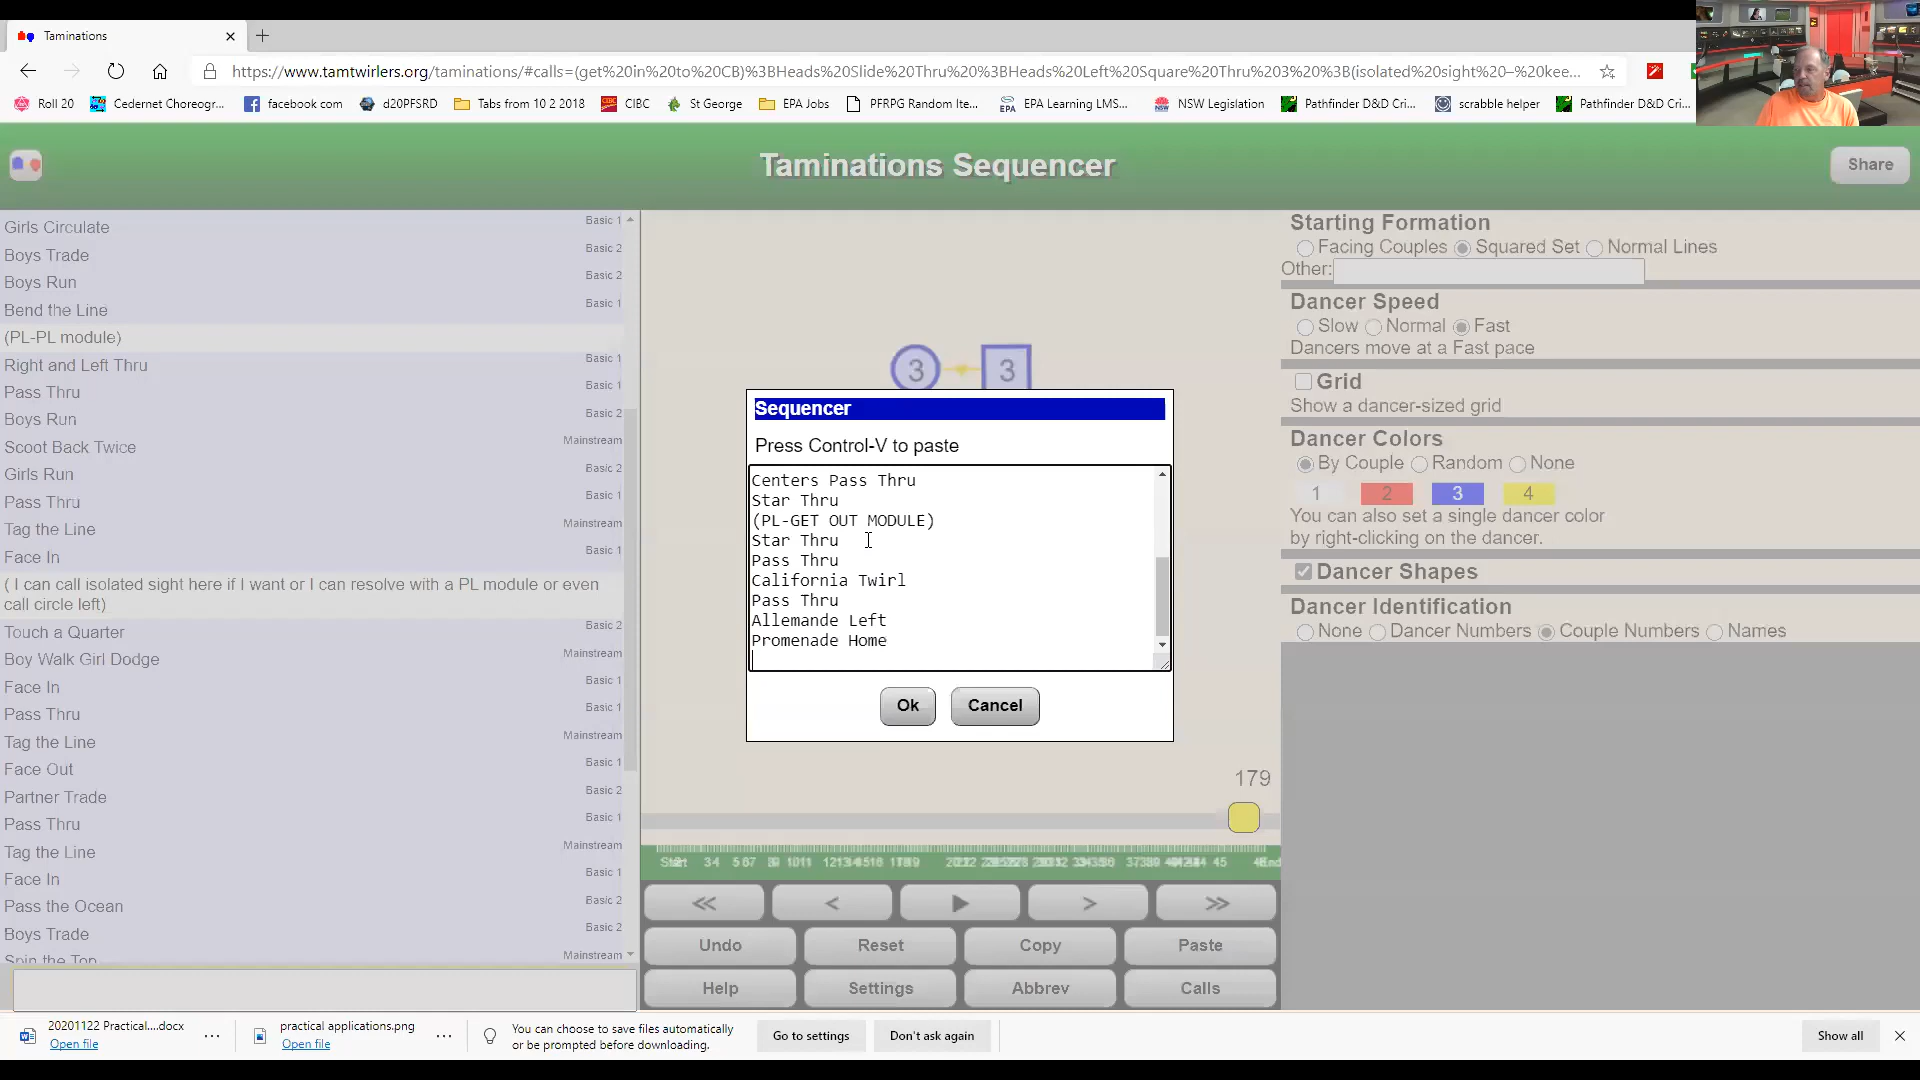 Taminations
https://www.tamtwirlers.org/taminations/#calls=(get%20in%20to%20CB)%3BHeads%20Slide%20Thru%20%3BHeads%20Left%20Square%20Thru%203%20%3B(isolated%20sight%20–%20kee...
Roll 20
Cedernet Choreogr...
facebook com
d20PFSRD
Tabs from 10 2 2018
CIBC
St George
EPA Jobs
PFRPG Random Ite...
EPA Learning LMS...
NSW Legislation
Pathfinder D&D Cri...
scrabble helper
Pathfinder D&D Cri...
Taminations Sequencer
Share
Girls Circulate Basic 1
Boys Trade Basic 2
Boys Run Basic 2
Bend the Line Basic 1
(PL-PL module)
Right and Left Thru Basic 1
Pass Thru Basic 1
Boys Run Basic 2
Scoot Back Twice Mainstream
Girls Run Basic 2
Pass Thru Basic 1
Tag the Line Mainstream
Face In Basic 1
( I can call isolated sight here if I want or I can resolve with a PL module or even
call circle left)
Touch a Quarter Basic 2
Boy Walk Girl Dodge Mainstream
Face In Basic 1
Pass Thru Basic 1
Tag the Line Mainstream
Face Out Basic 1
Partner Trade Basic 2
Pass Thru Basic 1
Tag the Line Mainstream
Face In Basic 1
Pass the Ocean Basic 2
Boys Trade Basic 2
Spin the Top Mainstream
3
3
Sequencer
Press Control-V to paste
Centers Pass Thru
Star Thru
(PL-GET OUT MODULE)
Star Thru
Pass Thru
California Twirl
Pass Thru
Allemande Left
Promenade Home
Ok
Cancel
179
<<
<
>
>>
Undo
Reset
Copy
Paste
Help
Settings
Abbrev
Calls
Starting Formation
Facing Couples Squared Set Normal Lines
Other:
Dancer Speed
Slow Normal Fast
Dancers move at a Fast pace
Grid
Show a dancer-sized grid
Dancer Colors
By Couple Random None
1 2 3 4
You can also set a single dancer color
by right-clicking on the dancer.
Dancer Shapes
Dancer Identification
None Dancer Numbers Couple Numbers Names
20201122 Practical....docx
Open file
practical applications.png
Open file
You can choose to save files automatically
or be prompted before downloading.
Go to settings
Don't ask again
Show all